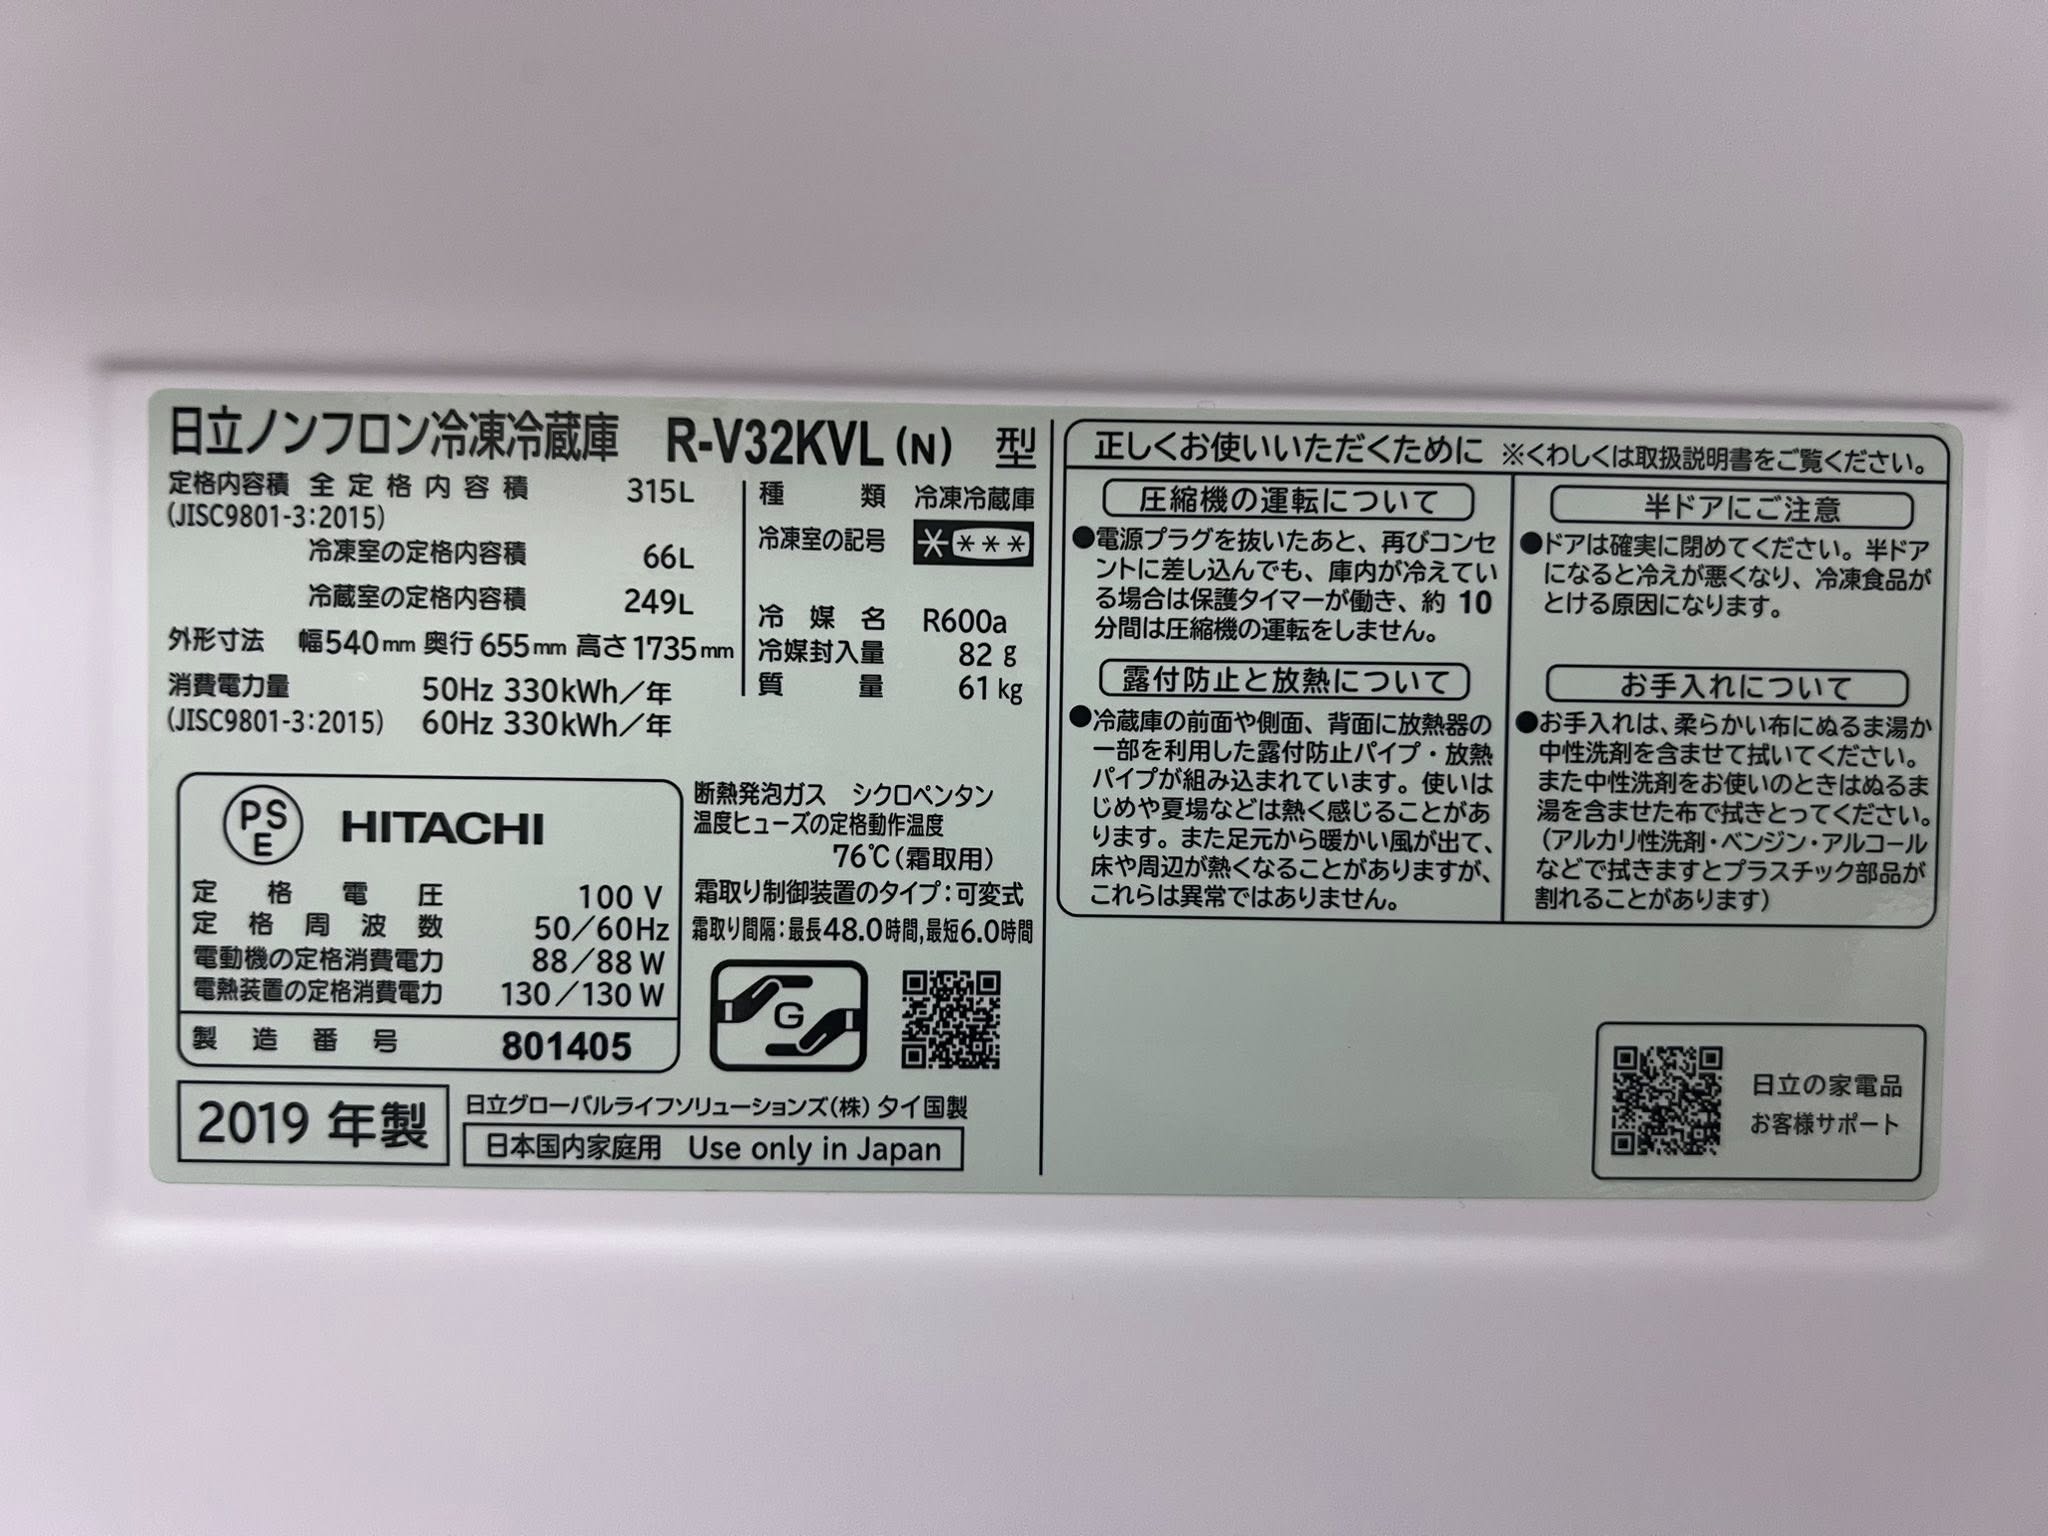 日立ノンフロン冷凍冷蔵庫 R-V32KVL (N) 型
定格内容積 全定格内容積 315L
(JISC9801-3:2015)
冷凍室の定格内容積 66L
冷蔵室の定格内容積 249L
外形寸法 幅540mm 奥行655mm 高さ1735mm
消費電力量 50Hz 330kWh/年
(JISC9801-3:2015) 60Hz 330kWh/年
種類 冷凍冷蔵庫
冷凍室の記号 ****
冷媒名 R600a
冷媒封入量 82 g
質量 61kg
PSE HITACHI
定格電圧 100 V
定格周波数 50/60Hz
電動機の定格消費電力 88/88 W
電熱装置の定格消費電力 130/130 W
製造番号 801405
断熱発泡ガス シクロペンタン
温度ヒューズの定格動作温度
76℃(霜取用)
霜取り制御装置のタイプ:可変式
霜取り間隔:最長48.0時間,最短6.0時間
G
2019 年製
日立グローバルライフソリューションズ(株) タイ国製
日本国内家庭用 Use only in Japan
正しくお使いいただくために ※くわしくは取扱説明書をご覧ください。
圧縮機の運転について
●電源プラグを抜いたあと、再びコンセ
ントに差し込んでも、庫内が冷えてい
る場合は保護タイマーが働き、約 10
分間は圧縮機の運転をしません。
露付防止と放熱について
●冷蔵庫の前面や側面、背面に放熱器の
一部を利用した露付防止パイプ・放熱
パイプが組み込まれています。使いは
じめや夏場などは熱く感じることがあ
ります。また足元から暖かい風が出て、
床や周辺が熱くなることがありますが、
これらは異常ではありません。
半ドアにご注意
●ドアは確実に閉めてください。半ドア
になると冷えが悪くなり、冷凍食品が
とける原因になります。
お手入れについて
●お手入れは、柔らかい布にぬるま湯か
中性洗剤を含ませて拭いてください。
また中性洗剤をお使いのときはぬるま
湯を含ませた布で拭きとってください。
(アルカリ性洗剤・ベンジン・アルコール
などで拭きますとプラスチック部品が
割れることがあります)
日立の家電品
お客様サポート